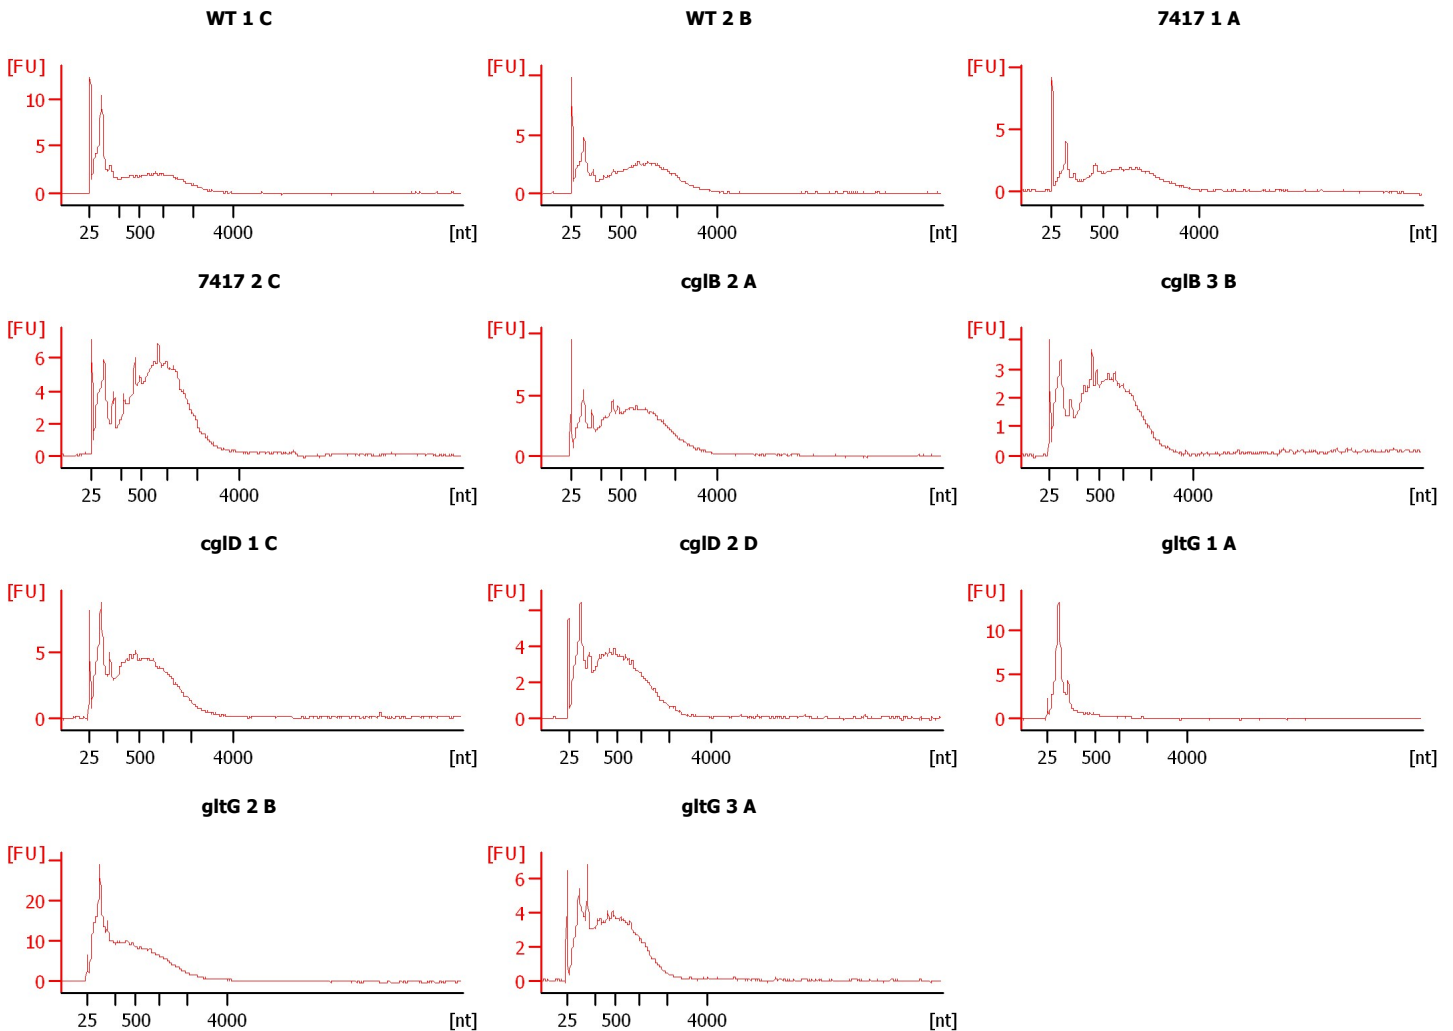 WT 1 C
[FU]
10
5
0
25 500 4000 [nt]
WT 2 B
[FU]
5
0
25 500 4000 [nt]
7417 1 A
[FU]
5
0
25 500 4000 [nt]
7417 2 C
[FU]
6
4
2
0
25 500 4000 [nt]
cglB 2 A
[FU]
5
0
25 500 4000 [nt]
cglB 3 B
[FU]
3
2
1
0
25 500 4000 [nt]
cglD 1 C
[FU]
5
0
25 500 4000 [nt]
cglD 2 D
[FU]
4
2
0
25 500 4000 [nt]
gltG 1 A
[FU]
10
5
0
25 500 4000 [nt]
gltG 2 B
[FU]
20
10
0
25 500 4000 [nt]
gltG 3 A
[FU]
6
4
2
0
25 500 4000 [nt]